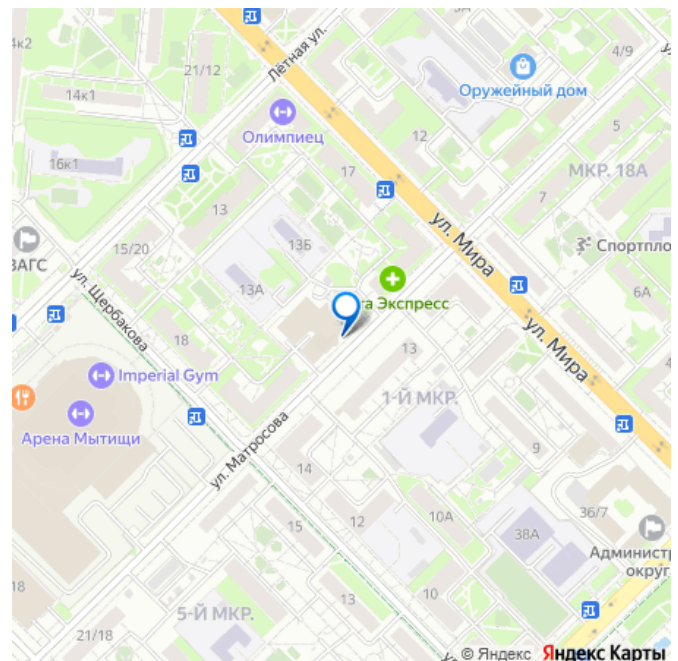 3А
4к2
21/12
Лётная ул.
4/9
Оружейный дом
14к1
Олимпиец
12
5
16к1
17
МКР. 18А
13
7
ул. Мира
15/20
13Б
Спортпло
ЗАГС
13А
ул. Щербакова
та Экспресс
6А
ул. Мира
18
13
Imperial Gym
1-Й МКР.
Арена Мытищи
ул. Матросова
9
14
36/7
15
12
10А
38А
Администр
округ
18
13
10
5-Й МКР.
21/18
© Яндекс Яндекс Карты